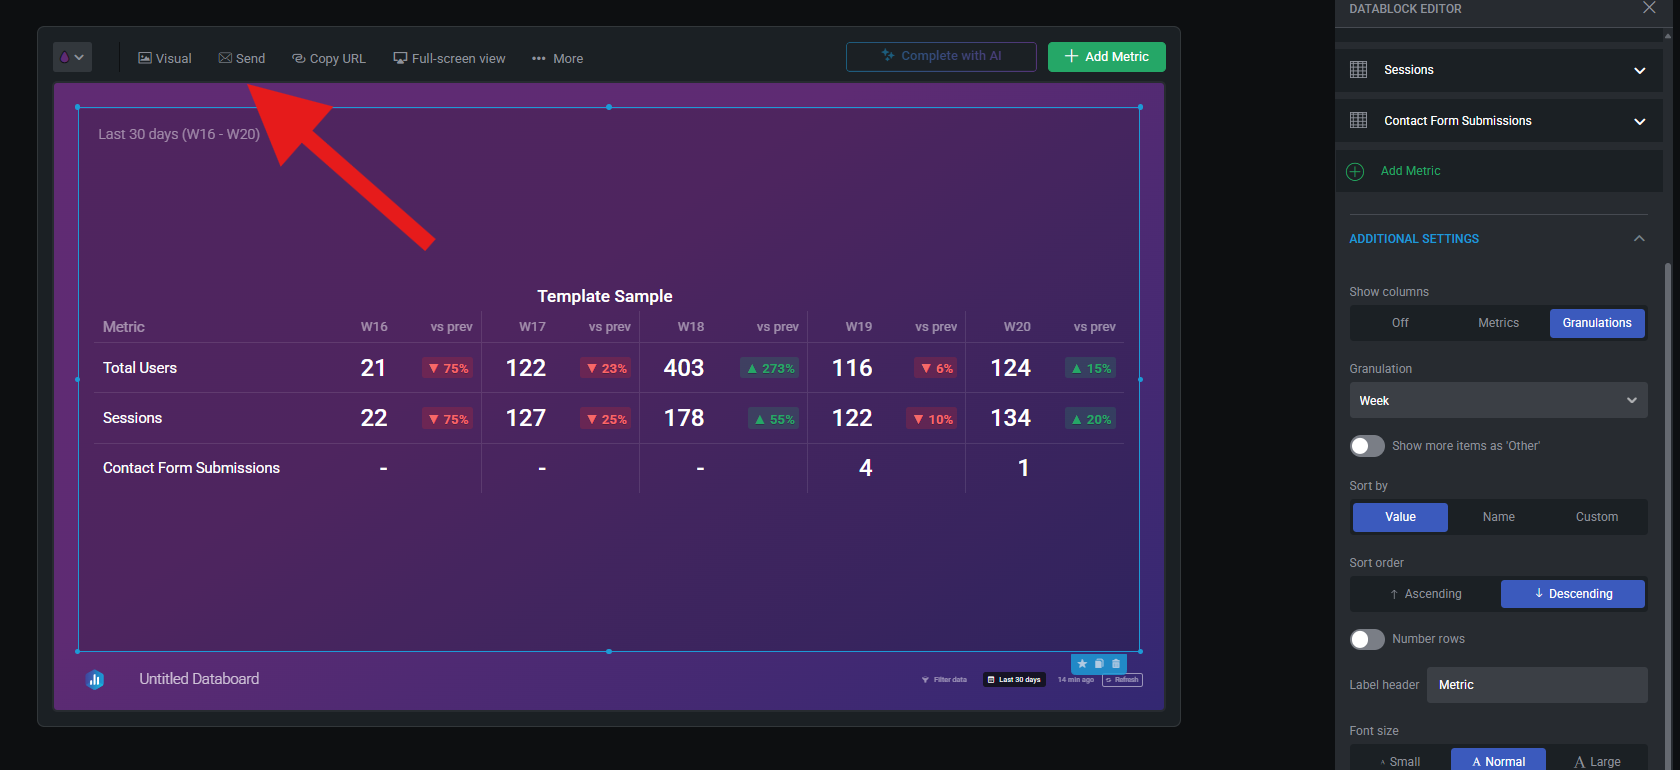 DATABLOCK EDITOR
Visual Send Copy URL Full-screen view More Complete with AI Add Metric
Last 30 days (W16 - W20)
Template Sample
Metric W16 vs prev W17 vs prev W18 vs prev W19 vs prev W20 vs prev
Total Users 21 ▼ 75% 122 ▼ 23% 403 ▲ 273% 116 ▼ 6% 124 ▲ 15%
Sessions 22 ▼ 75% 127 ▼ 25% 178 ▲ 55% 122 ▼ 10% 134 ▲ 20%
Contact Form Submissions - - - 4 1
Untitled Databoard Filter data Last 30 days 14 min ago Refresh
Sessions
Contact Form Submissions
Add Metric
ADDITIONAL SETTINGS
Show columns
Off Metrics Granulations
Granulation
Week
Show more items as 'Other'
Sort by
Value Name Custom
Sort order
↑ Ascending ↓ Descending
Number rows
Label header Metric
Font size
A Small A Normal A Large